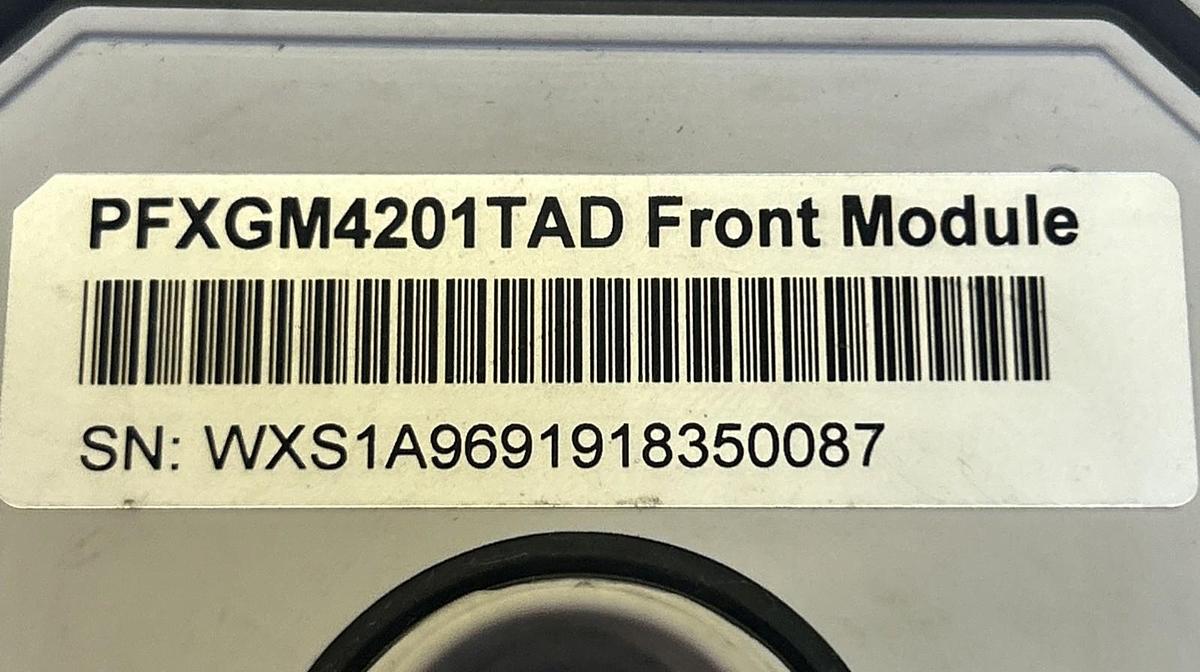 PFXGM4201TAD Front Module
SN: WXS1A9691918350087